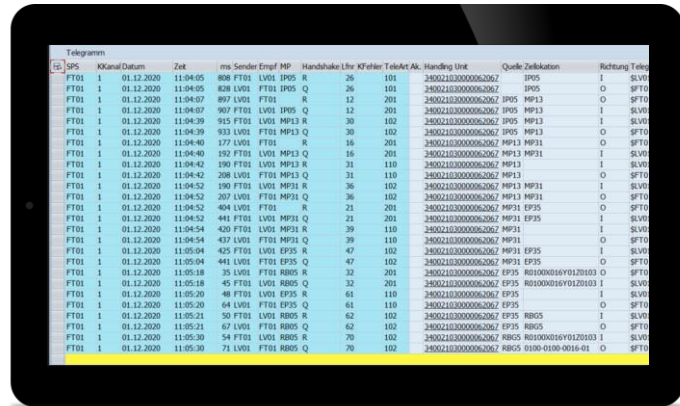 Telegramm
SPS KKanal Datum Zeit ms Sender Empf MP Handshake Lfnr KFehler TeleArt Ak. Handling Unit Quelle Ziellokation Richtung Teleg
FT01 1 01.12.2020 11:04:05 808 FT01 LV01 IP05 R 26 101 340021030000062067 IP05 I $LV0
FT01 1 01.12.2020 11:04:05 828 LV01 FT01 IP05 Q 26 101 340021030000062067 IP05 O $FT0
FT01 1 01.12.2020 11:04:07 897 LV01 FT01 R 12 201 340021030000062067 IP05 MP13 O $FT0
FT01 1 01.12.2020 11:04:07 907 FT01 LV01 IP05 Q 12 201 340021030000062067 IP05 MP13 I $LV0
FT01 1 01.12.2020 11:04:39 915 FT01 LV01 MP13 R 30 102 340021030000062067 IP05 MP13 I $LV0
FT01 1 01.12.2020 11:04:39 933 LV01 FT01 MP13 Q 30 102 340021030000062067 IP05 MP13 O $FT0
FT01 1 01.12.2020 11:04:40 177 LV01 FT01 R 16 201 340021030000062067 MP13 MP31 O $FT0
FT01 1 01.12.2020 11:04:40 192 FT01 LV01 MP13 Q 16 201 340021030000062067 MP13 MP31 I $LV0
FT01 1 01.12.2020 11:04:42 190 FT01 LV01 MP13 R 31 110 340021030000062067 MP13 I $LV0
FT01 1 01.12.2020 11:04:42 208 LV01 FT01 MP13 Q 31 110 340021030000062067 MP13 O $FT0
FT01 1 01.12.2020 11:04:52 190 FT01 LV01 MP31 R 36 102 340021030000062067 MP13 MP31 I $LV0
FT01 1 01.12.2020 11:04:52 207 LV01 FT01 MP31 Q 36 102 340021030000062067 MP13 MP31 O $FT0
FT01 1 01.12.2020 11:04:52 404 LV01 FT01 R 21 201 340021030000062067 MP31 EP35 O $FT0
FT01 1 01.12.2020 11:04:52 441 FT01 LV01 MP31 Q 21 201 340021030000062067 MP31 EP35 I $LV0
FT01 1 01.12.2020 11:04:54 420 FT01 LV01 MP31 R 39 110 340021030000062067 MP31 I $LV0
FT01 1 01.12.2020 11:04:54 437 LV01 FT01 MP31 Q 39 110 340021030000062067 MP31 O $FT0
FT01 1 01.12.2020 11:05:04 425 FT01 LV01 EP35 R 47 102 340021030000062067 MP31 EP35 I $LV0
FT01 1 01.12.2020 11:05:04 441 LV01 FT01 EP35 Q 47 102 340021030000062067 MP31 EP35 O $FT0
FT01 1 01.12.2020 11:05:18 35 LV01 FT01 RB05 R 32 201 340021030000062067 EP35 R0100X016Y01Z0103 O $FT0
FT01 1 01.12.2020 11:05:18 45 FT01 LV01 RB05 Q 32 201 340021030000062067 EP35 R0100X016Y01Z0103 I $LV0
FT01 1 01.12.2020 11:05:20 48 FT01 LV01 EP35 R 61 110 340021030000062067 EP35 I $LV0
FT01 1 01.12.2020 11:05:20 64 LV01 FT01 EP35 Q 61 110 340021030000062067 EP35 O $FT0
FT01 1 01.12.2020 11:05:21 50 FT01 LV01 RB05 R 62 102 340021030000062067 EP35 RBG5 I $LV0
FT01 1 01.12.2020 11:05:21 67 LV01 FT01 RB05 Q 62 102 340021030000062067 EP35 RBG5 O $FT0
FT01 1 01.12.2020 11:05:30 54 FT01 LV01 RB05 R 70 102 340021030000062067 RBG5 R0100X016Y01Z0103 I $LV0
FT01 1 01.12.2020 11:05:30 71 LV01 FT01 RB05 Q 70 102 340021030000062067 RBG5 0100-0100-0016-01 O $FT0